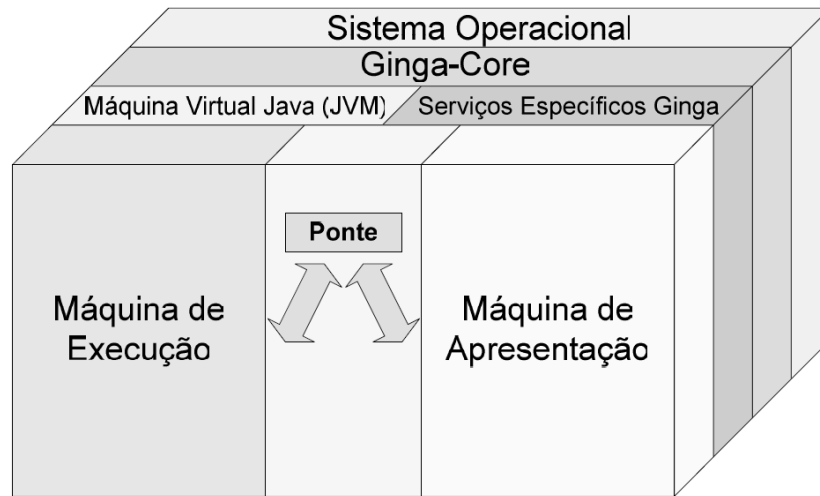 Sistema Operacional
Ginga-Core
Máquina Virtual Java (JVM)
Serviços Específicos Ginga
Ponte
Máquina de
Execução
Máquina de
Apresentação